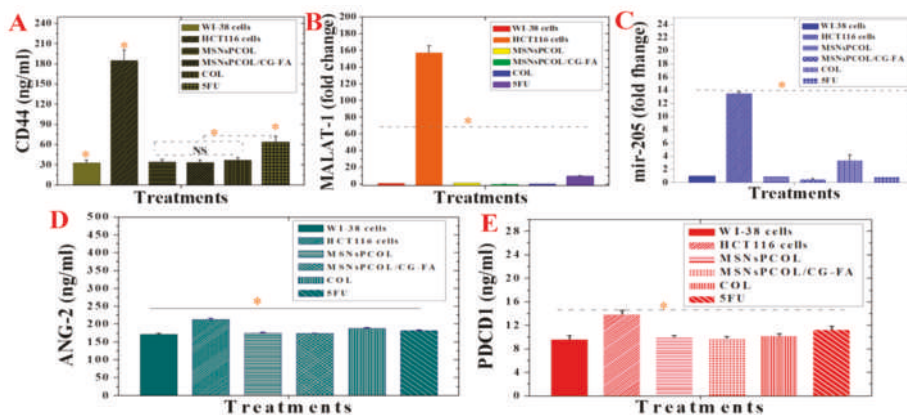 A
CD44 (ng/ml)
210
180
150
120
90
60
30
0
WI-38 cells
HCT116 cells
MSNsPCOL
MSNsPCOL/CG-FA
COL
5FU
*
*
*
*
NS
Treatments
B
MALAT-1 (fold change)
200
180
160
140
120
100
80
60
40
20
0
WI-38 cells
HCT116 cells
MSNsPCOL
MSNsPCOL/CG-FA
COL
5FU
*
Treatments
C
mir-205 (fold fhange)
24
22
20
18
16
14
12
10
8
6
4
2
0
WI-38 cells
HCT116 cells
MSNsPCOL
MSNsPCOL/CG-FA
COL
5FU
*
Treatments
D
ANG-2 (ng/ml)
500
450
400
350
300
250
200
150
100
50
0
WI-38 cells
HCT116 cells
MSNsPCOL
MSNsPCOL/CG-FA
COL
5FU
*
Treatments
E
PDCD1 (ng/ml)
28
24
20
16
12
8
4
0
WI-38 cells
HCT116 cells
MSNsPCOL
MSNsPCOL/CG-FA
COL
5FU
*
Treatments